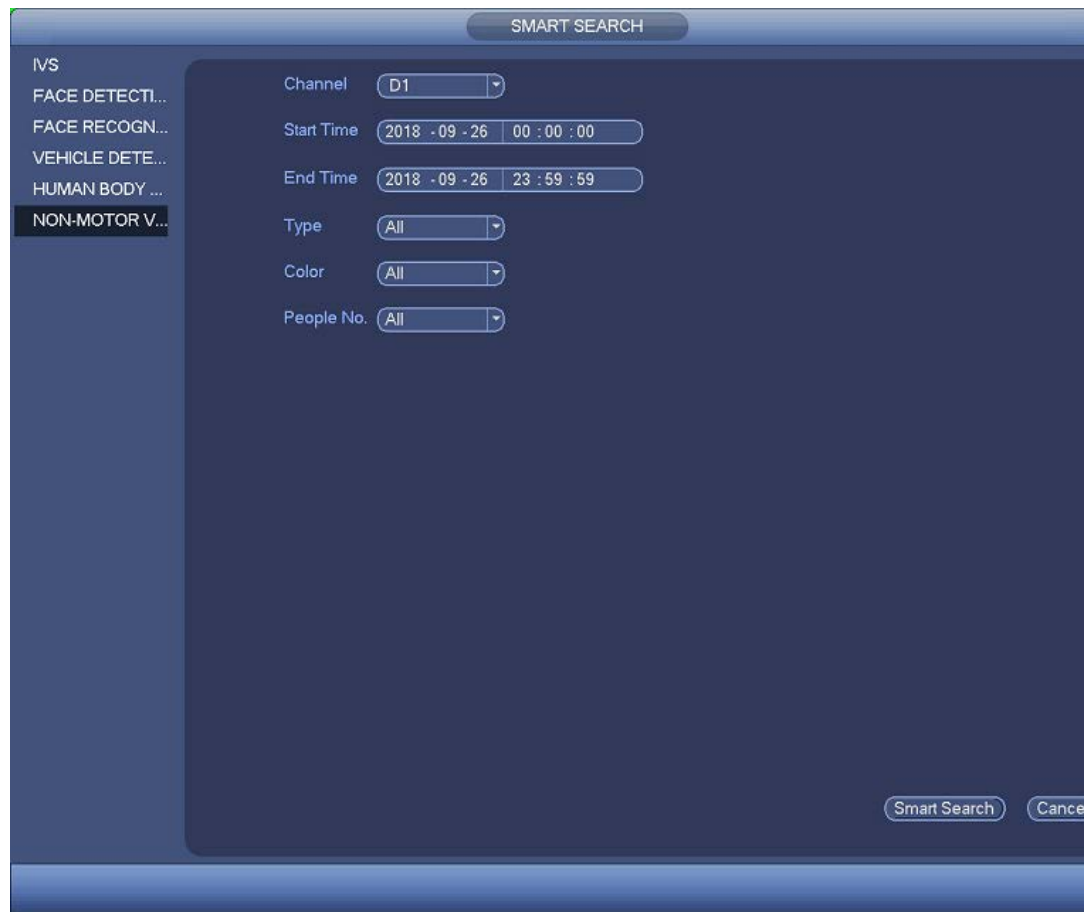 SMART SEARCH
IVS
FACE DETECTI...
FACE RECOGN...
VEHICLE DETE...
HUMAN BODY ...
NON-MOTOR V...
Channel D1
Start Time 2018 - 09 - 26 00 : 00 : 00
End Time 2018 - 09 - 26 23 : 59 : 59
Type All
Color All
People No. All
Smart Search Cance